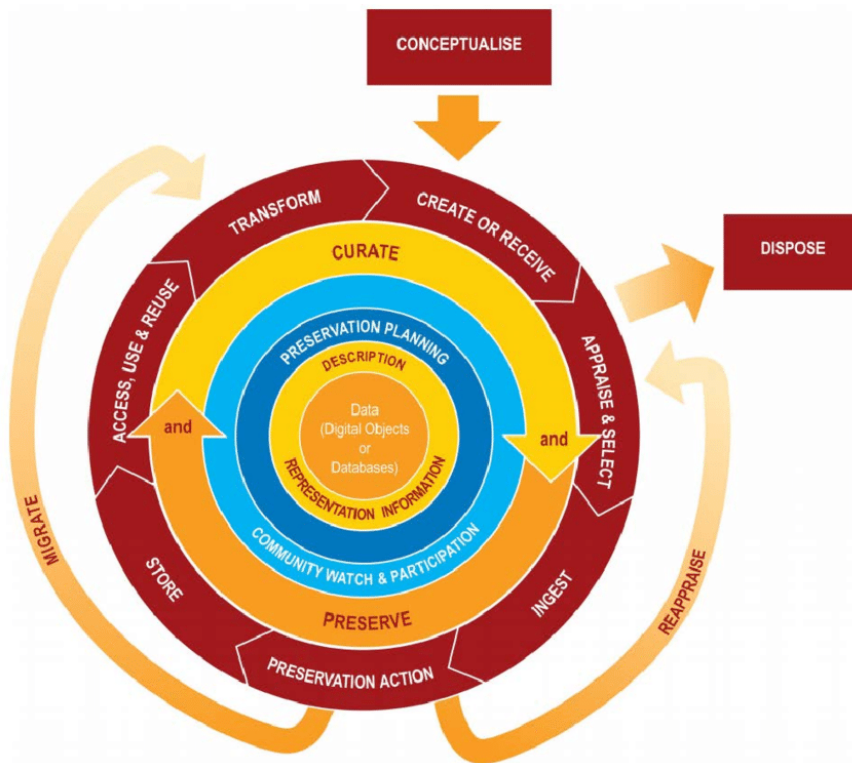 CONCEPTUALISE
TRANSFORM
CREATE OR RECEIVE
DISPOSE
CURATE
ACCESS, USE & REUSE
APPRAISE & SELECT
PRESERVATION PLANNING
DESCRIPTION
and
Data
(Digital Objects
or
Databases)
and
REPRESENTATION INFORMATION
COMMUNITY WATCH & PARTICIPATION
MIGRATE
STORE
INGEST
REAPPRAISE
PRESERVE
PRESERVATION ACTION